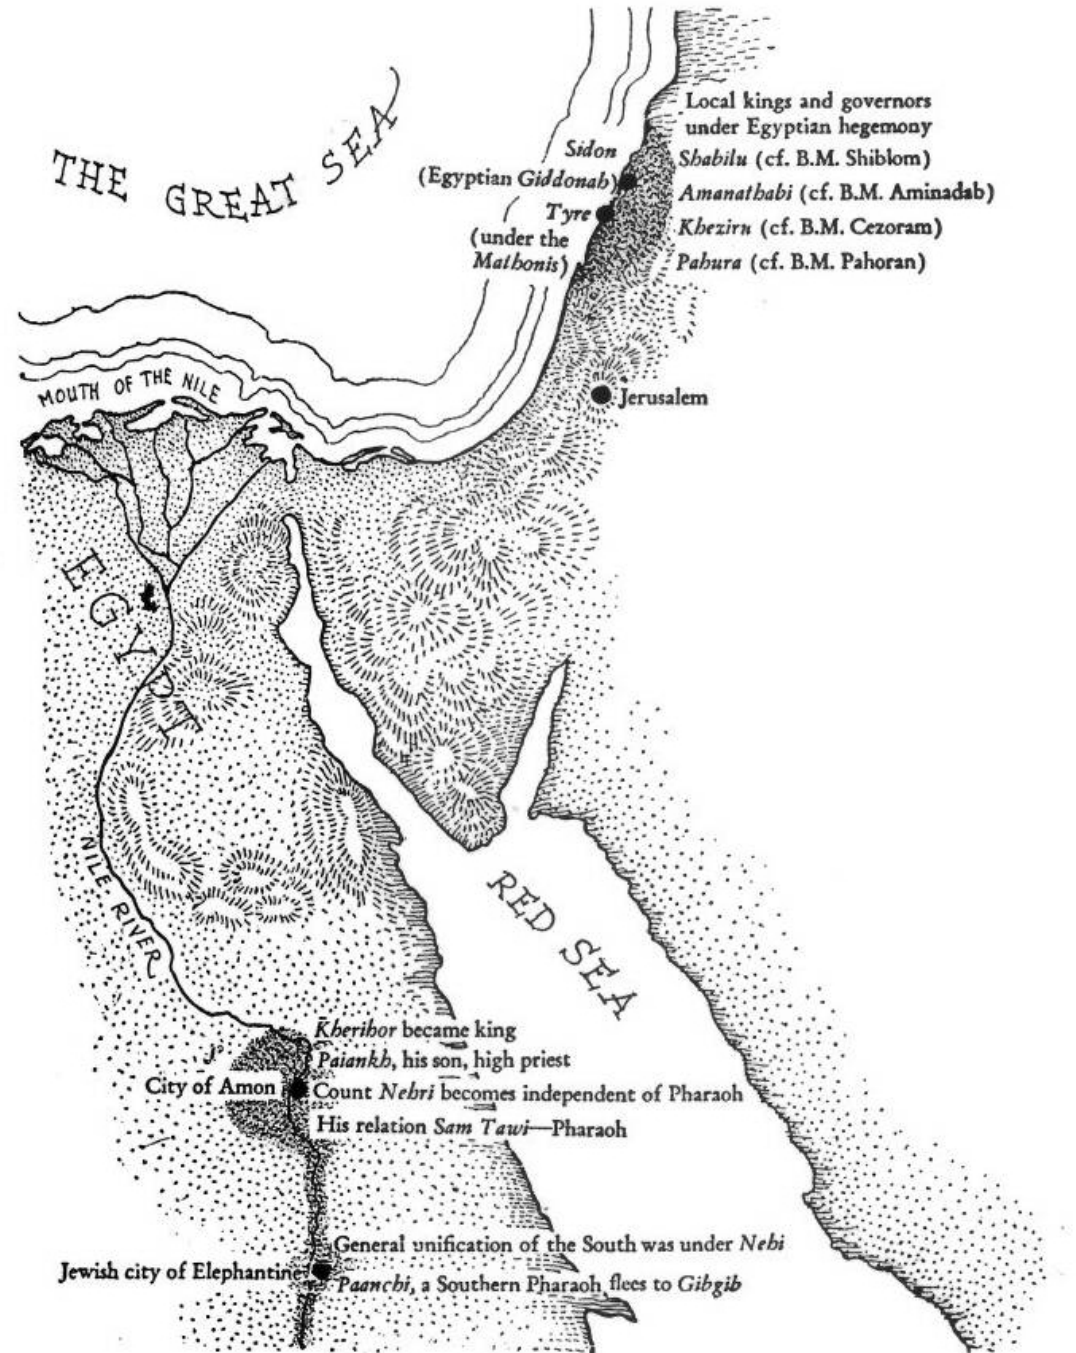 THE GREAT SEA
Local kings and governors
under Egyptian hegemony
Shabilu (cf. B.M. Shiblom)
Amanathabi (cf. B.M. Aminadab)
Khezirn (cf. B.M. Cezoram)
Pahura (cf. B.M. Pahoran)
Sidon
(Egyptian Giddonah)
Tyre
(under the
Mathonis)
MOUTH OF THE NILE
Jerusalem
EGYPT
NILE RIVER
RED SEA
Kherihor became king
Paiankh, his son, high priest
City of Amon
Count Nehri becomes independent of Pharaoh
His relation Sam Tawi—Pharaoh
General unification of the South was under Nehi
Jewish city of Elephantine
Paanchi, a Southern Pharaoh flees to Gibgib